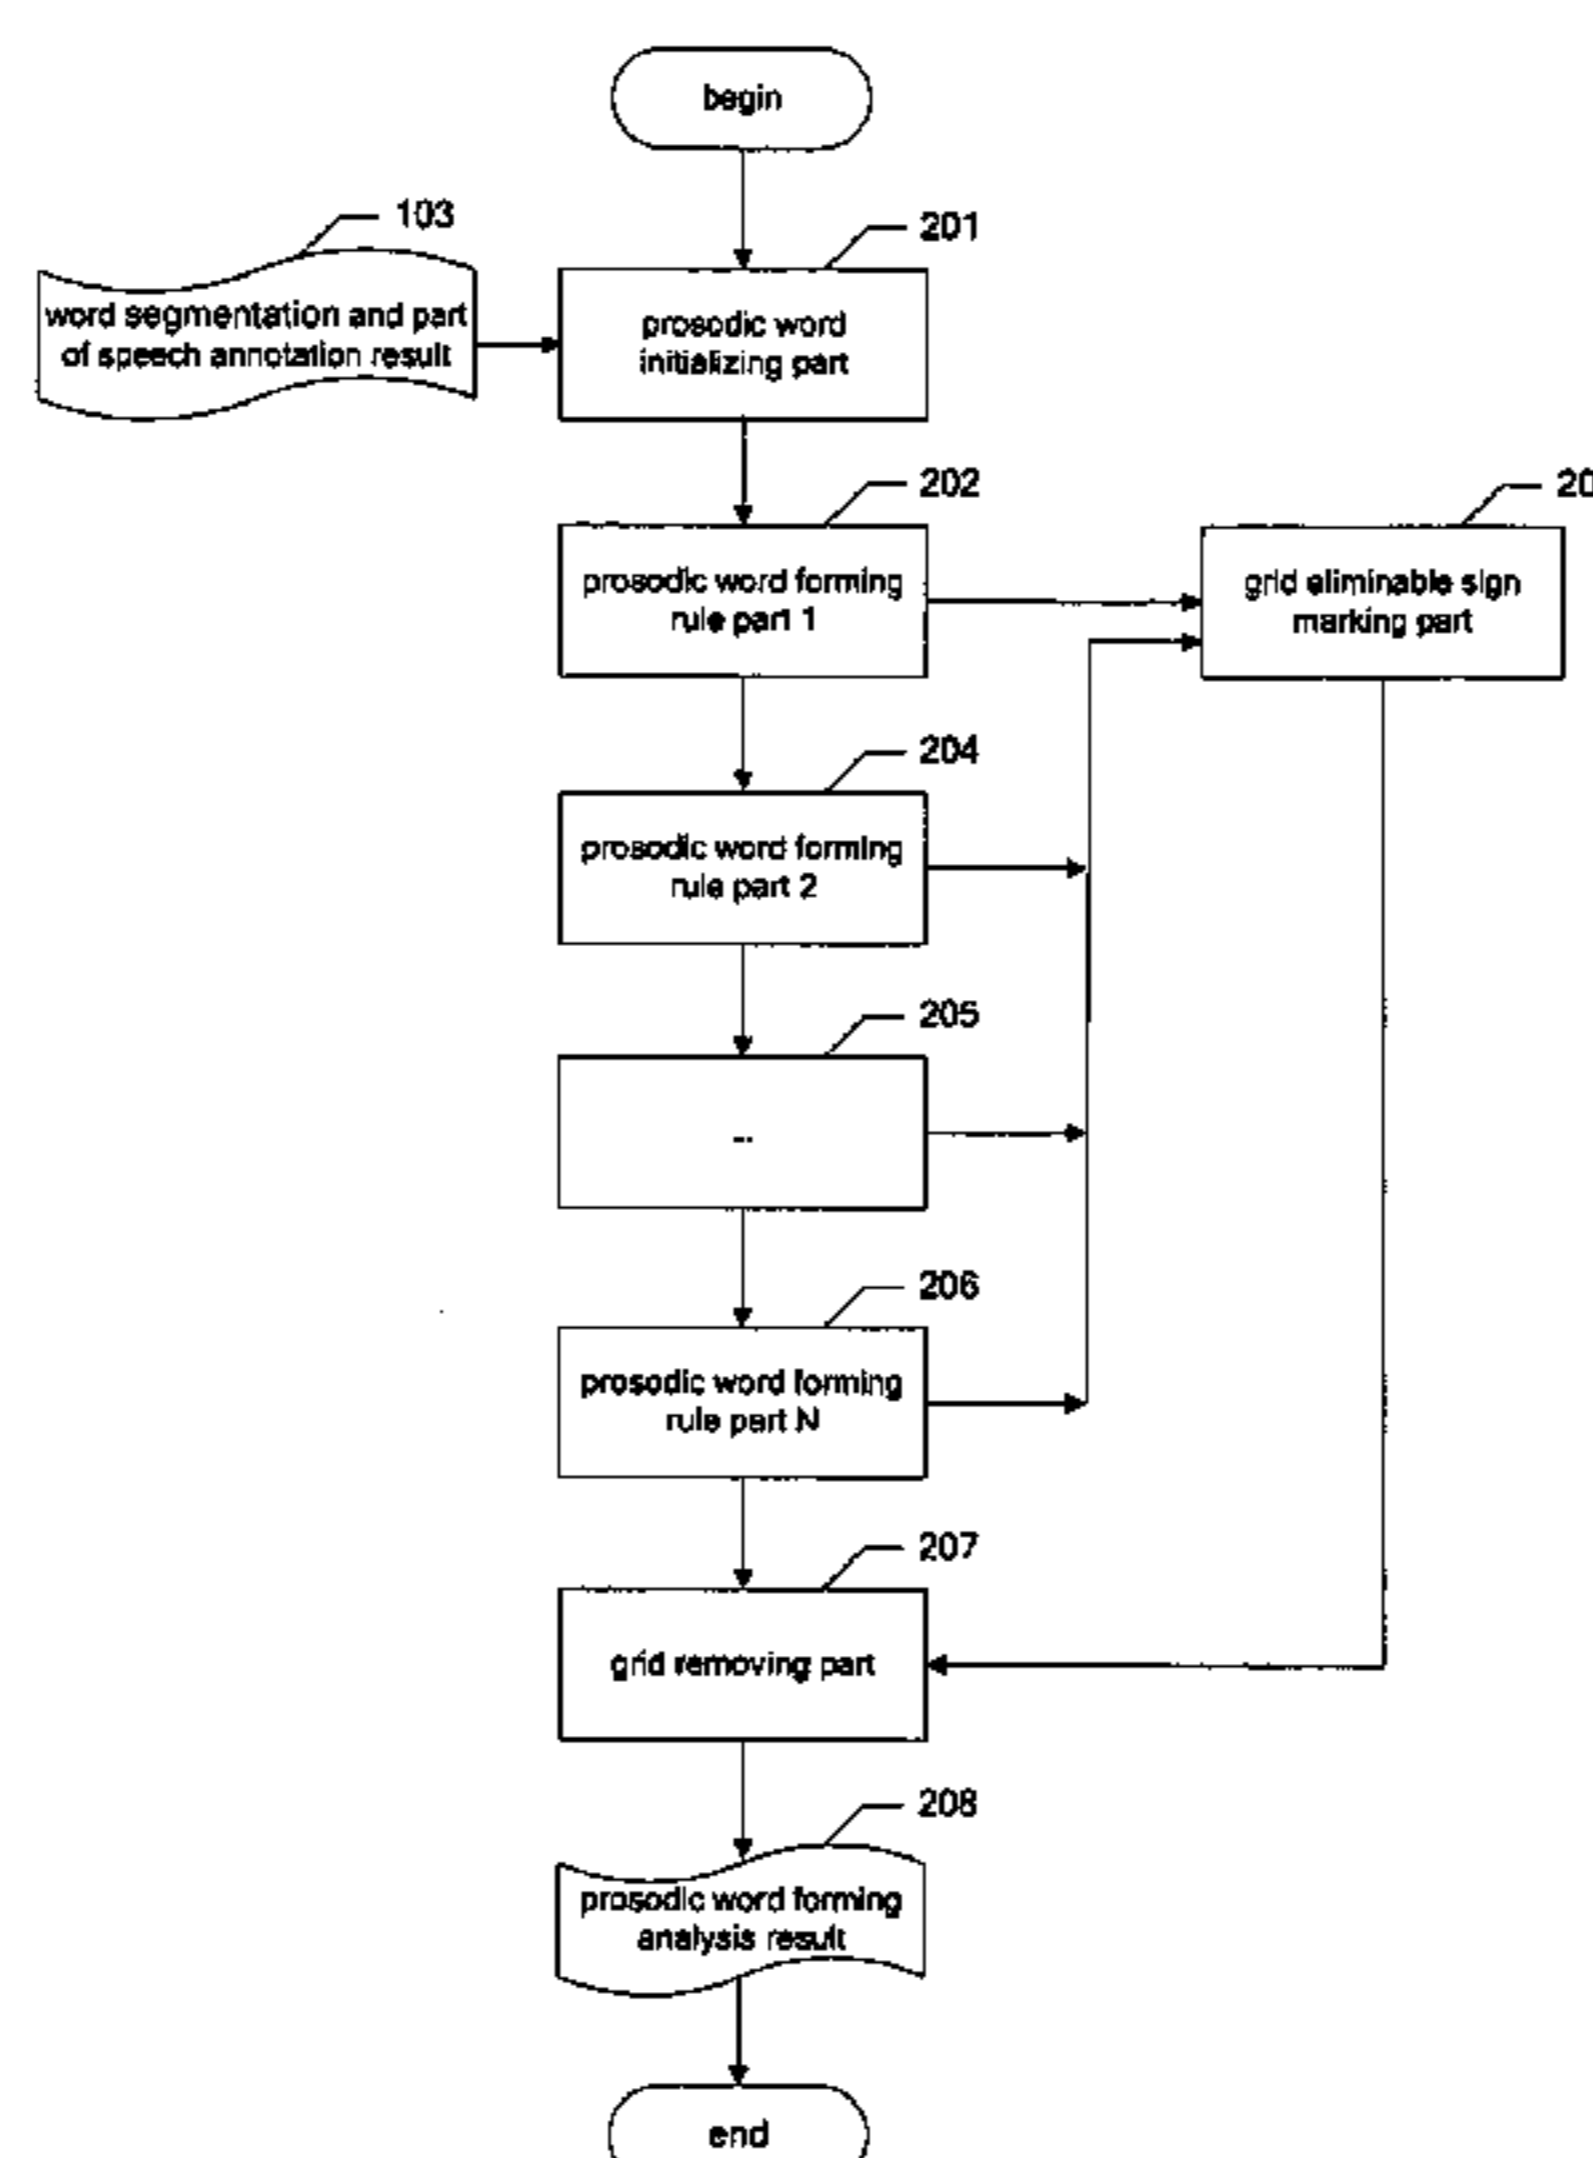 begin
103
word segmentation and part
of speech annotation result
201
prosodic word
initializing part
202
prosodic word forming
rule part 1
20
grid eliminable sign
marking part
204
prosodic word forming
rule part 2
205
...
206
prosodic word forming
rule part N
207
grid removing part
208
prosodic word forming
analysis result
end